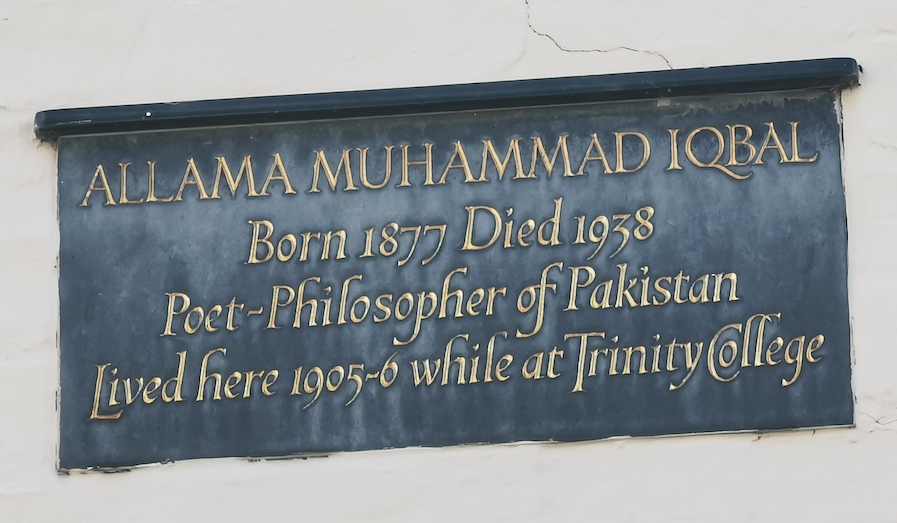 ALLAMA MUHAMMAD IQBAL
Born 1877 Died 1938
Poet-Philosopher of Pakistan
Lived here 1905-6 while at Trinity College